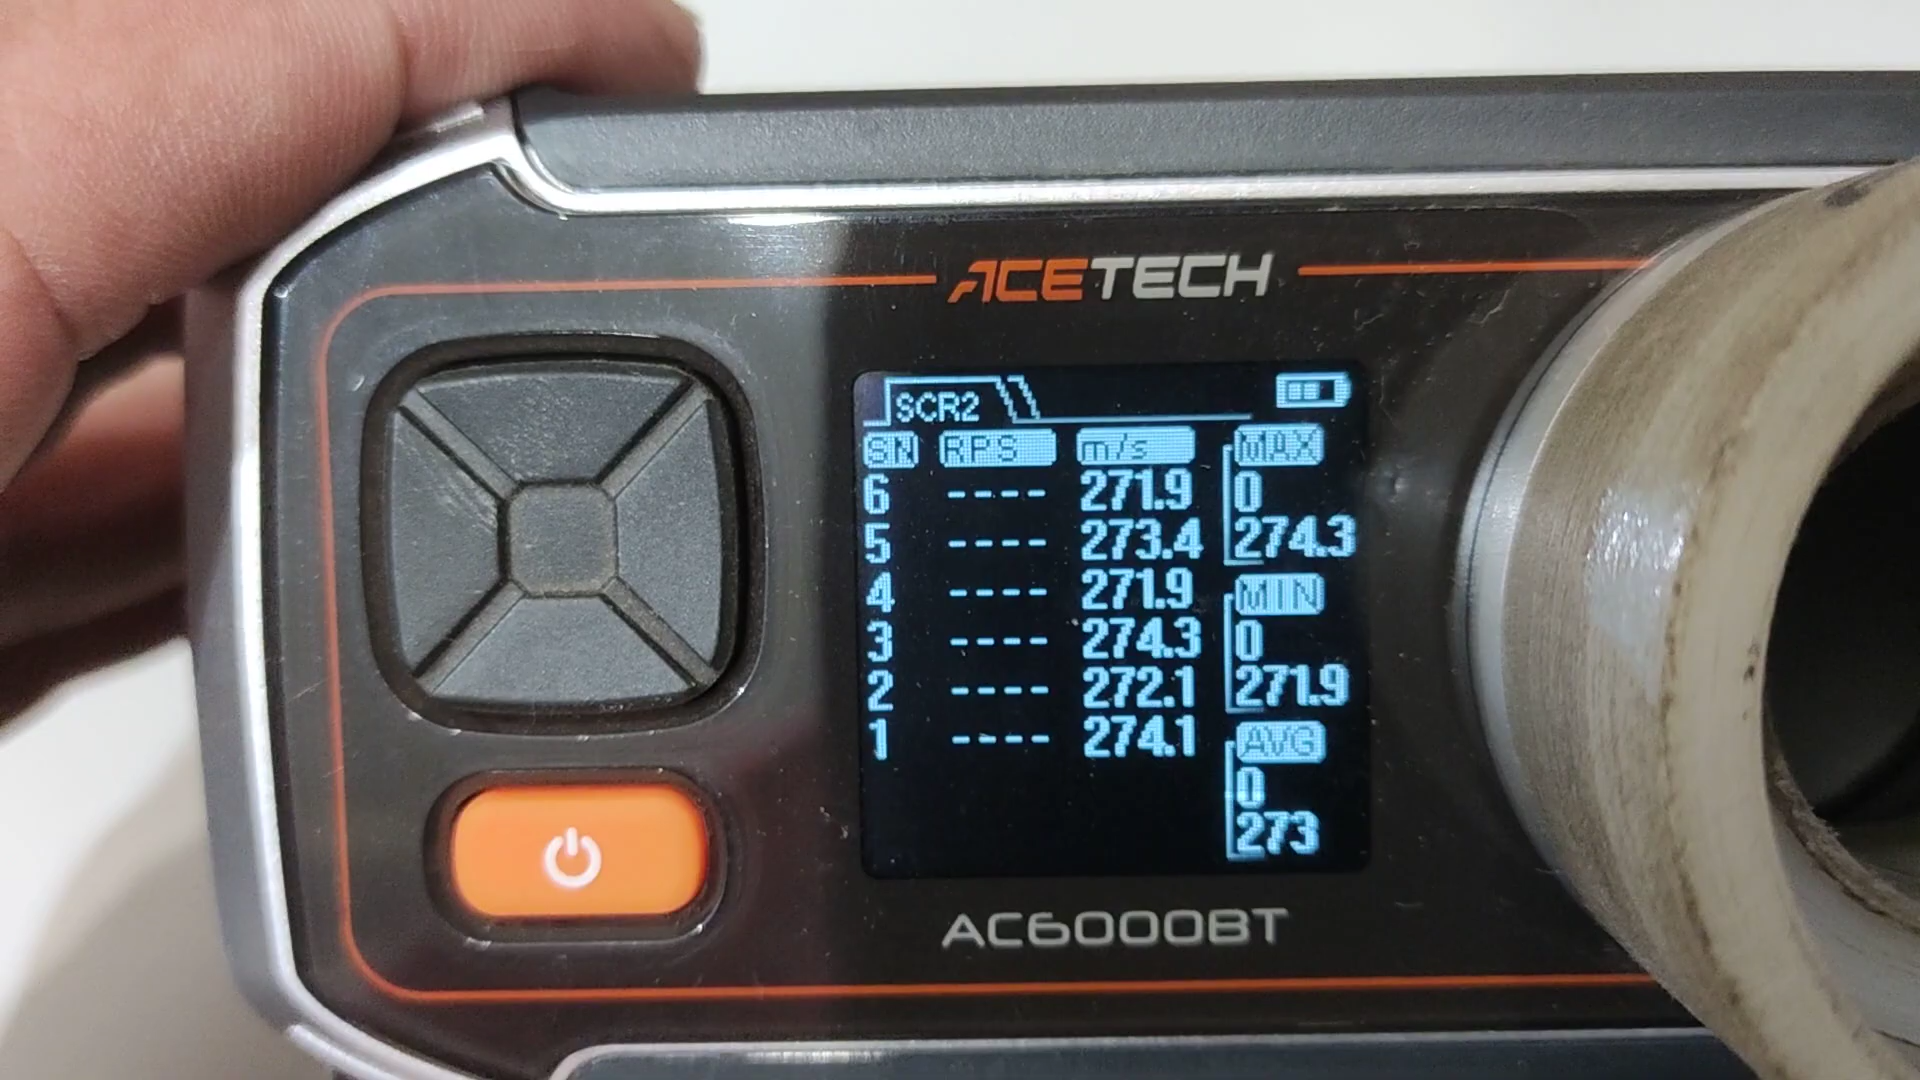 ACETECH
SCR2
SN RPS m/s MAX
6 ---- 271.9 0
5 ---- 273.4 274.3
4 ---- 271.9 MIN
3 ---- 274.3 0
2 ---- 272.1 271.9
1 ---- 274.1 AVG
0
273
AC6000BT